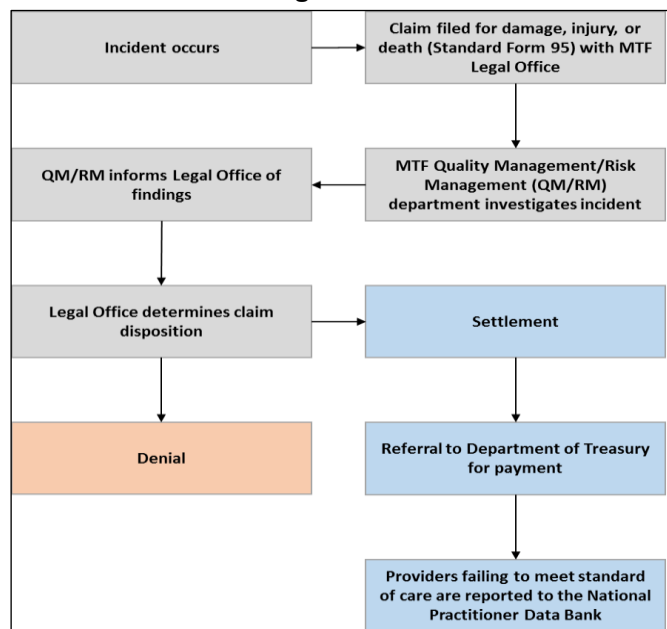 Incident occurs
Claim filed for damage, injury, or
death (Standard Form 95) with MTF
Legal Office
QM/RM informs Legal Office of
findings
MTF Quality Management/Risk
Management (QM/RM)
department investigates incident
Legal Office determines claim
disposition
Settlement
Denial
Referral to Department of Treasury
for payment
Providers failing to meet standard
of care are reported to the National
Practitioner Data Bank